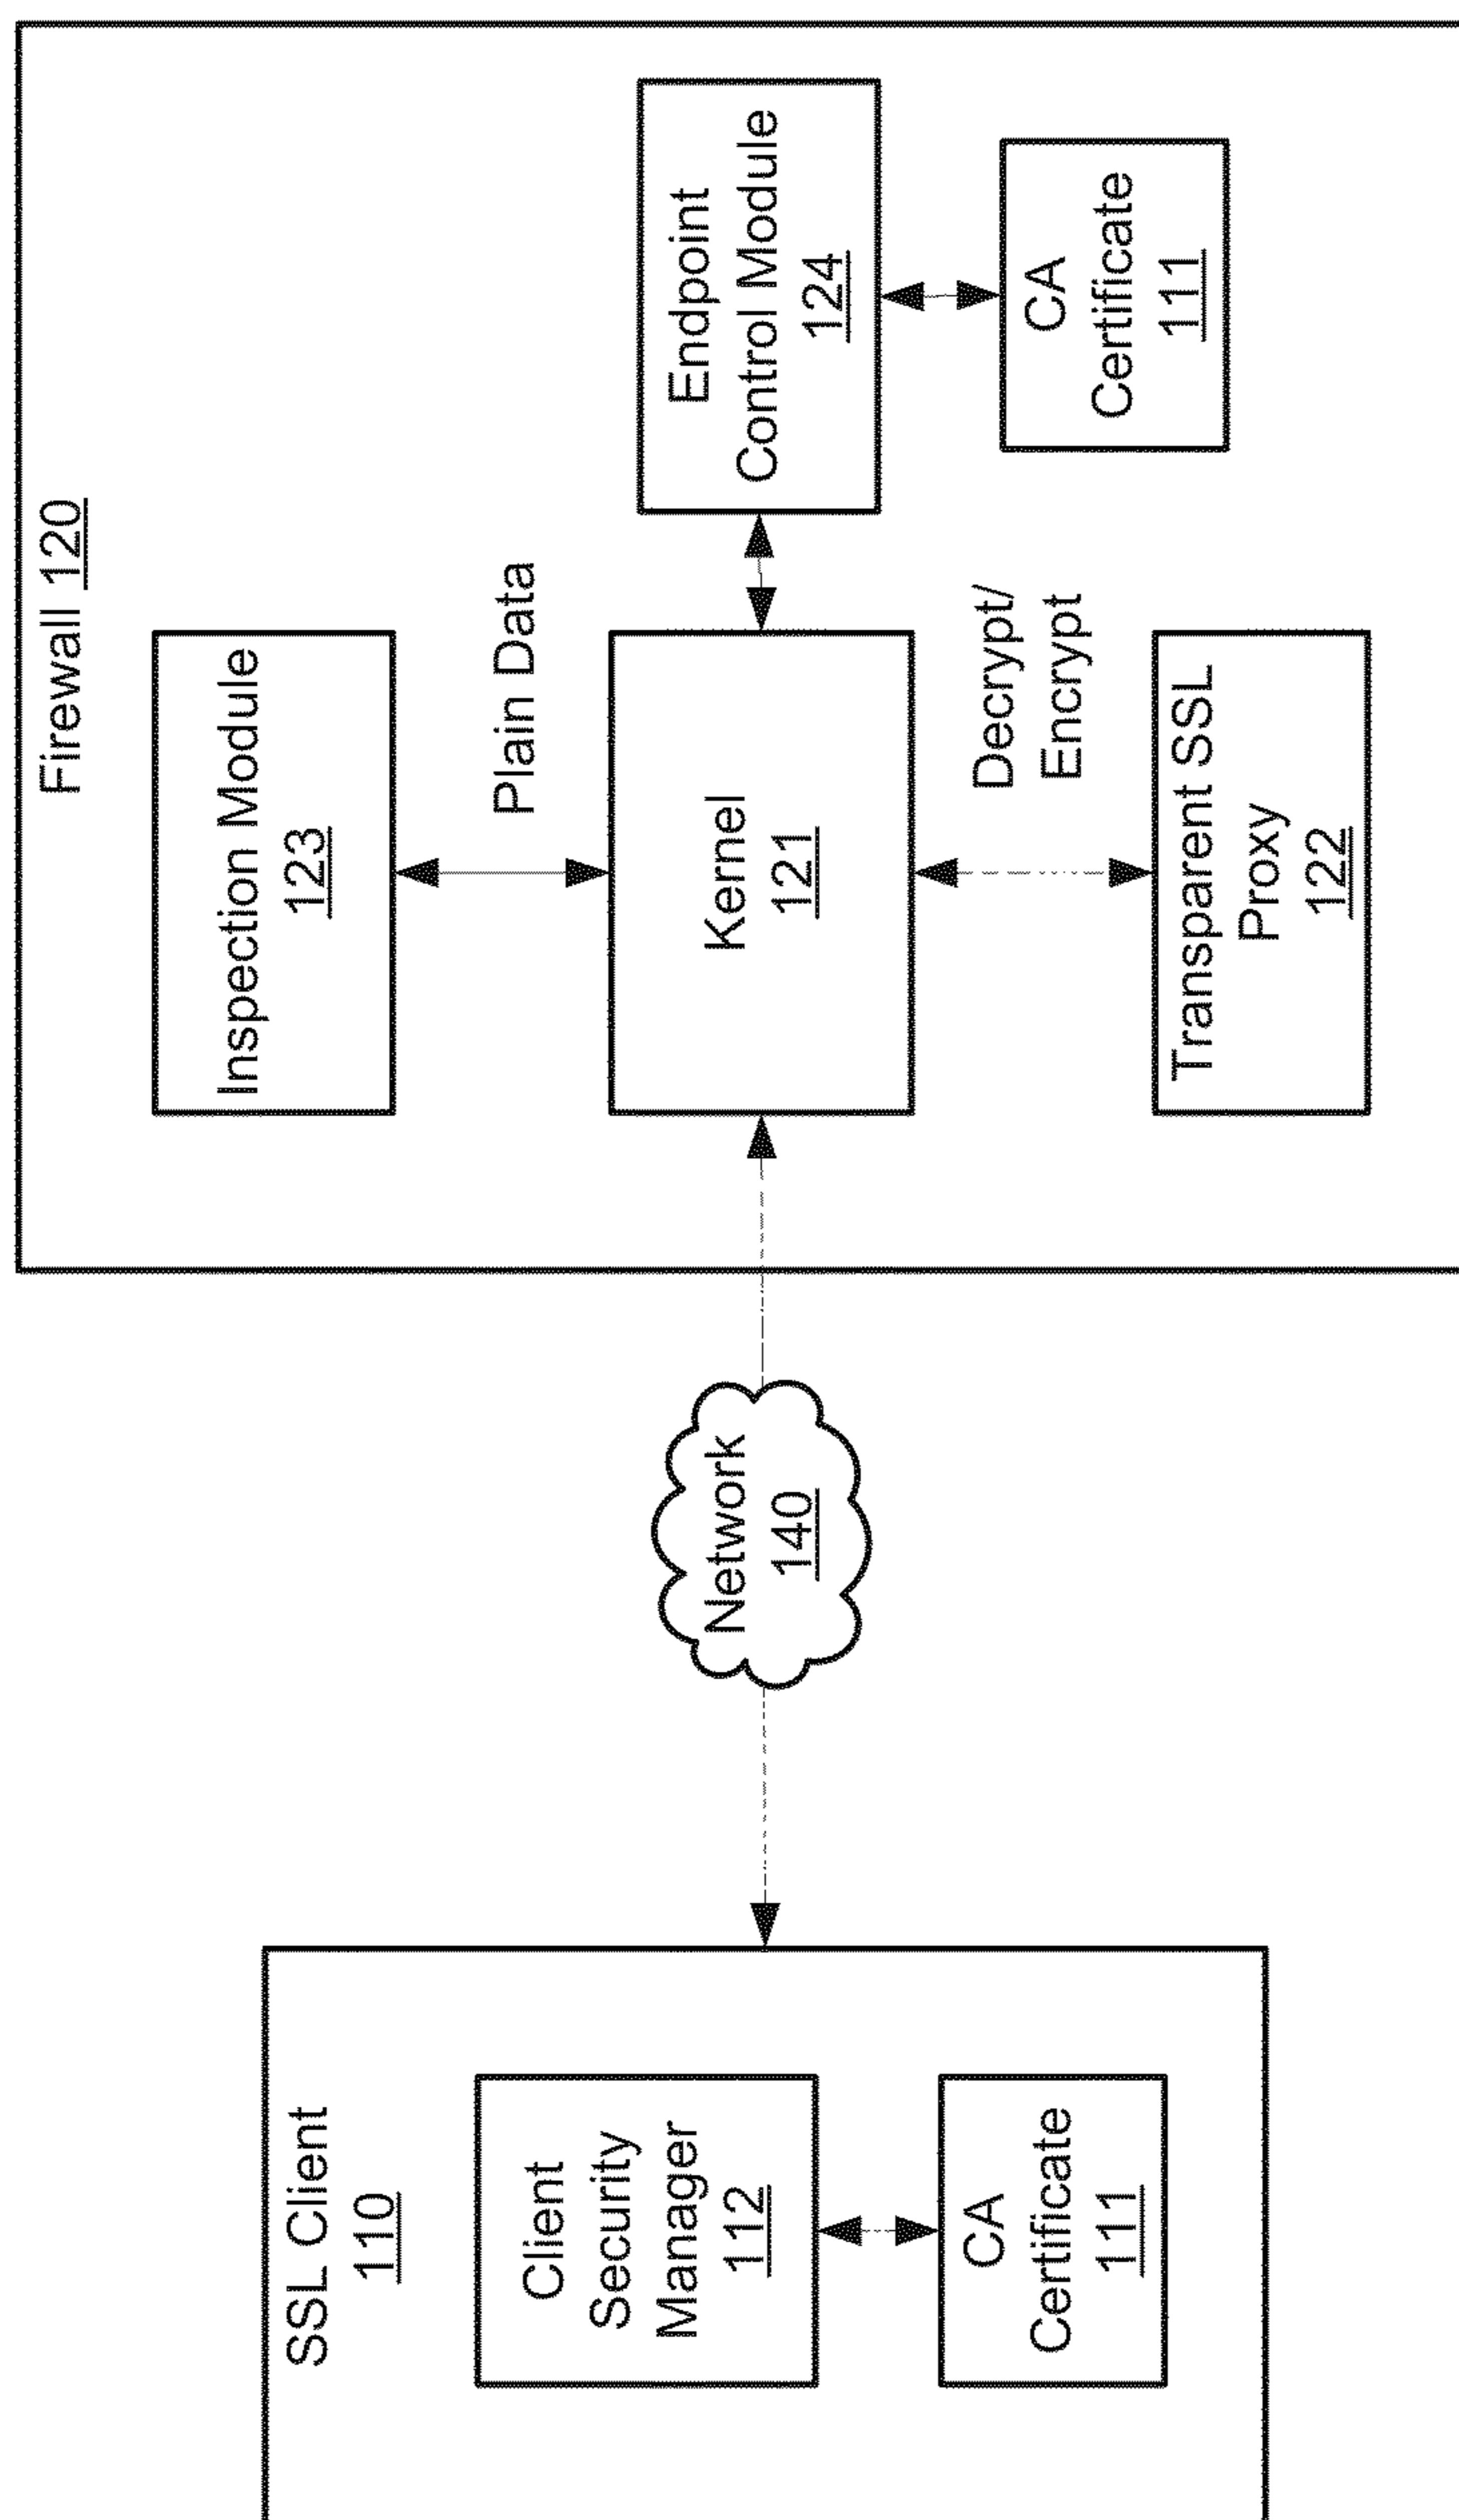 SSL Client
110
Client
Security
Manager
112
CA
Certificate
111
Network
140
Firewall 120
Inspection Module
123
Plain Data
Kernel
121
Decrypt/
Encrypt
Transparent SSL
Proxy
122
Endpoint
Control Module
124
CA
Certificate
111